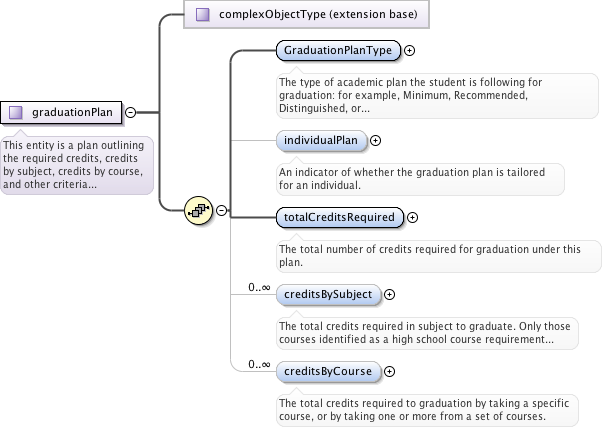 complexObjectType (extension base)
GraduationPlanType
The type of academic plan the student is following for
graduation: for example, Minimum, Recommended,
Distinguished, or...
graduationPlan
This entity is a plan outlining
the required credits, credits
by subject, credits by course,
and other criteria...
individualPlan
An indicator of whether the graduation plan is tailored
for an individual.
totalCreditsRequired
The total number of credits required for graduation under this
plan.
0..∞
creditsBySubject
The total credits required in subject to graduate. Only those
courses identified as a high school course requirement...
0..∞
creditsByCourse
The total credits required to graduation by taking a specific
course, or by taking one or more from a set of courses.